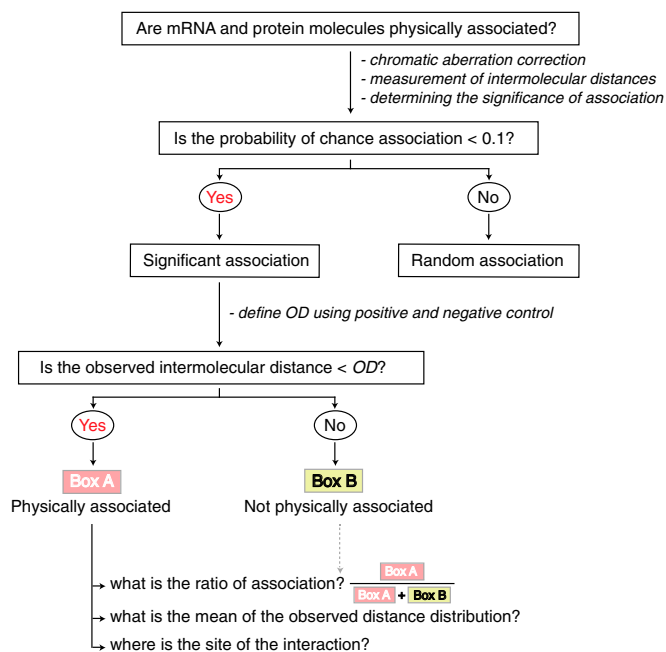 Are mRNA and protein molecules physically associated?
- chromatic aberration correction
- measurement of intermolecular distances
- determining the significance of association
Is the probability of chance association < 0.1?
Yes
No
Significant association
Random association
- define OD using positive and negative control
Is the observed intermolecular distance < OD?
Yes
No
Box A
Box B
Physically associated
Not physically associated
what is the ratio of association?
Box A
Box A + Box B
what is the mean of the observed distance distribution?
where is the site of the interaction?